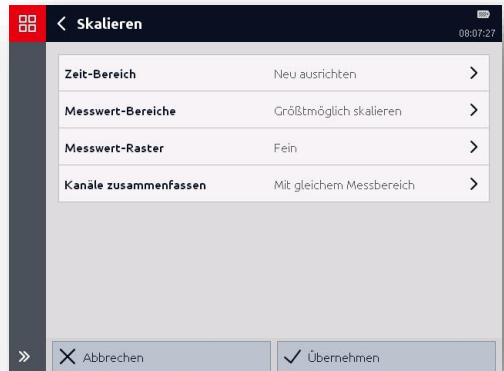 Skalieren
08:07:27
Zeit-Bereich Neu ausrichten
Messwert-Bereiche Größtmöglich skalieren
Messwert-Raster Fein
Kanäle zusammenfassen Mit gleichem Messbereich
Abbrechen Übernehmen